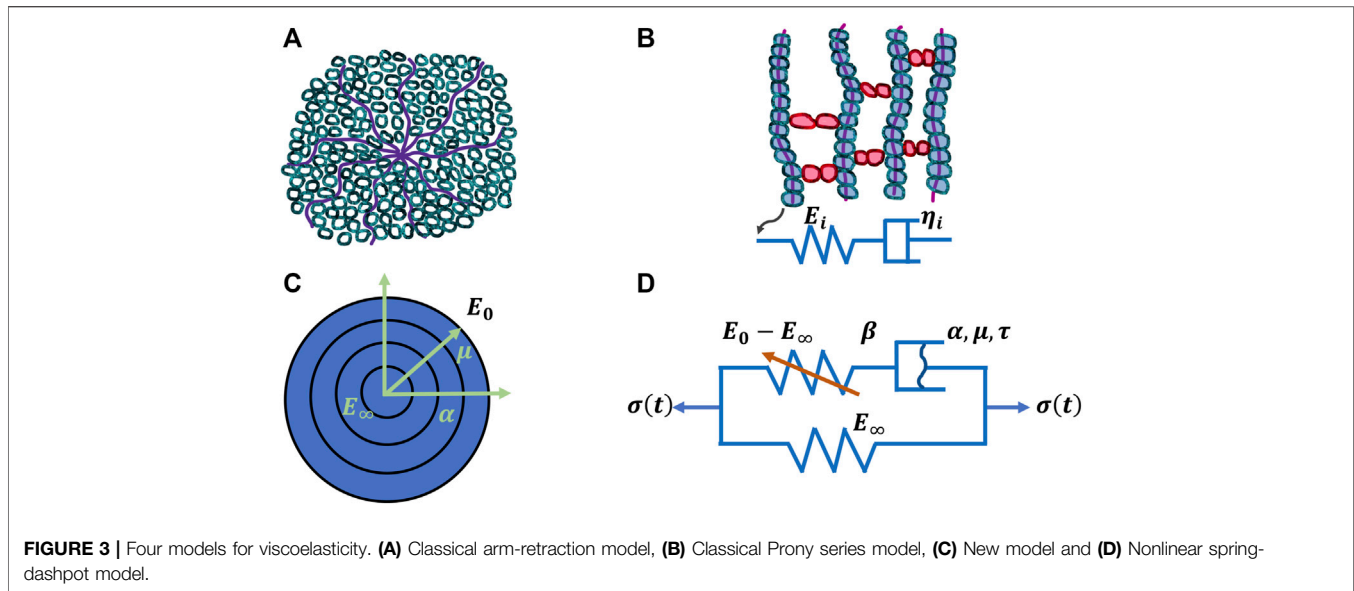 A
B
E_i
η_i
C
E_0
μ
E_∞
α
D
E_0 − E_∞ β α, μ, τ
σ(t) σ(t)
E_∞
FIGURE 3 | Four models for viscoelasticity. (A) Classical arm-retraction model, (B) Classical Prony series model, (C) New model and (D) Nonlinear spring-
dashpot model.